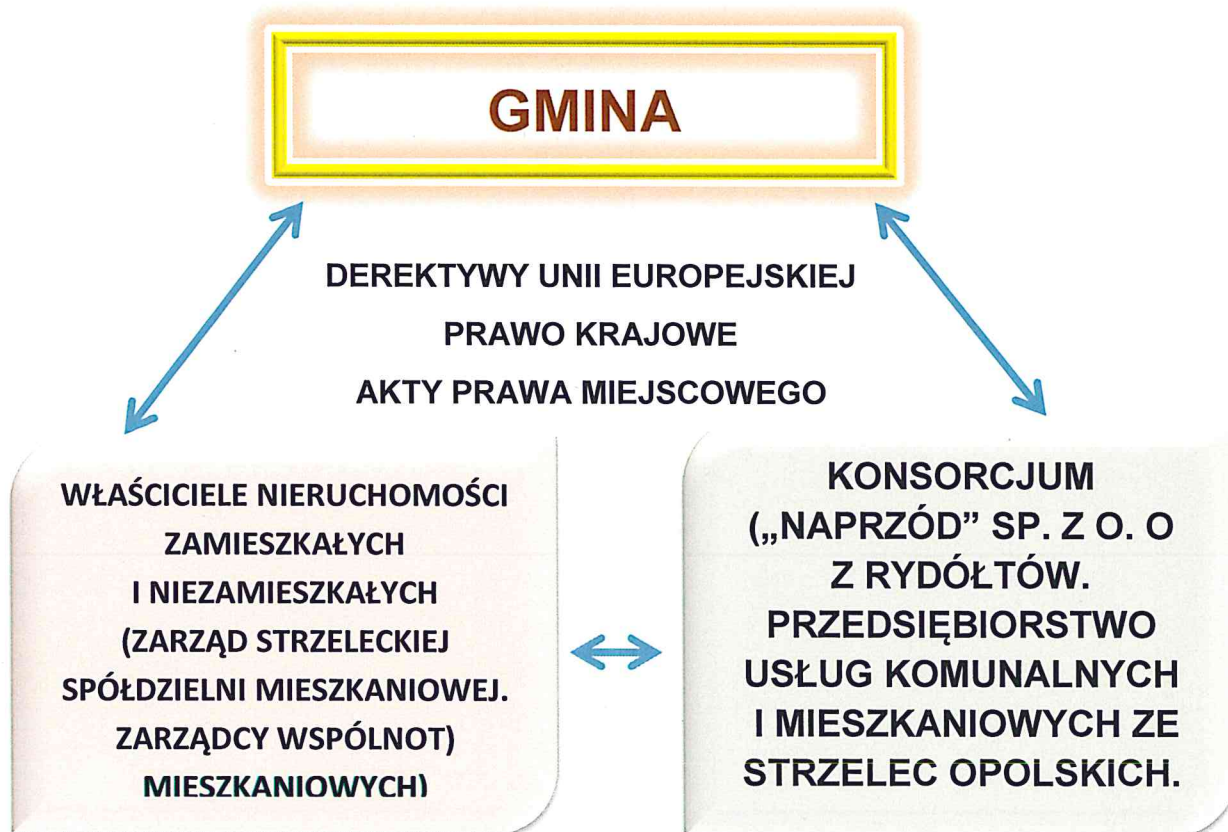 GMINA
DEREKTYWY UNII EUROPEJSKIEJ
PRAWO KRAJOWE
AKTY PRAWA MIEJSCOWEGO
WŁAŚCICIELE NIERUCHOMOŚCI
ZAMIESZKAŁYCH
I NIEZAMIESZKAŁYCH
(ZARZĄD STRZELECKIEJ
SPÓŁDZIELNI MIESZKANIOWEJ.
ZARZĄDCY WSPÓLNOT)
MIESZKANIOWYCH)
KONSORCJUM
(„NAPRZÓD” SP. Z O. O
Z RYDÓŁTÓW.
PRZEDSIĘBIORSTWO
USŁUG KOMUNALNYCH
I MIESZKANIOWYCH ZE
STRZELEC OPOLSKICH.